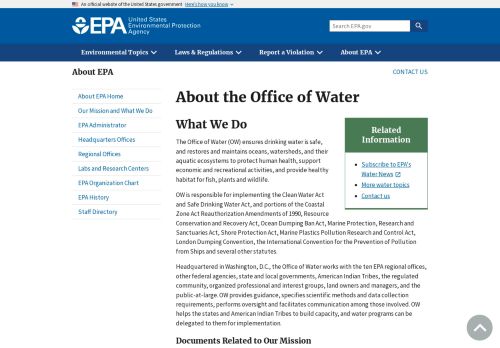 An official website of the United States government Here's how you know
EPA United States
Environmental Protection
Agency
Search EPA.gov
Environmental Topics Laws & Regulations Report a Violation About EPA
About EPA
CONTACT US
About EPA Home
Our Mission and What We Do
EPA Administrator
Headquarters Offices
Regional Offices
Labs and Research Centers
EPA Organization Chart
EPA History
Staff Directory
About the Office of Water
What We Do
The Office of Water (OW) ensures drinking water is safe,
and restores and maintains oceans, watersheds, and their
aquatic ecosystems to protect human health, support
economic and recreational activities, and provide healthy
habitat for fish, plants and wildlife.
OW is responsible for implementing the Clean Water Act
and Safe Drinking Water Act, and portions of the Coastal
Zone Act Reauthorization Amendments of 1990, Resource
Conservation and Recovery Act, Ocean Dumping Ban Act, Marine Protection, Research and
Sanctuaries Act, Shore Protection Act, Marine Plastics Pollution Research and Control Act,
London Dumping Convention, the International Convention for the Prevention of Pollution
from Ships and several other statutes.
Headquartered in Washington, D.C., the Office of Water works with the ten EPA regional offices,
other federal agencies, state and local governments, American Indian Tribes, the regulated
community, organized professional and interest groups, land owners and managers, and the
public-at-large. OW provides guidance, specifies scientific methods and data collection
requirements, performs oversight and facilitates communication among those involved. OW
helps the states and American Indian Tribes to build capacity, and water programs can be
delegated to them for implementation.
Documents Related to Our Mission
Related
Information
Subscribe to EPA's
Water News
More water topics
Contact us